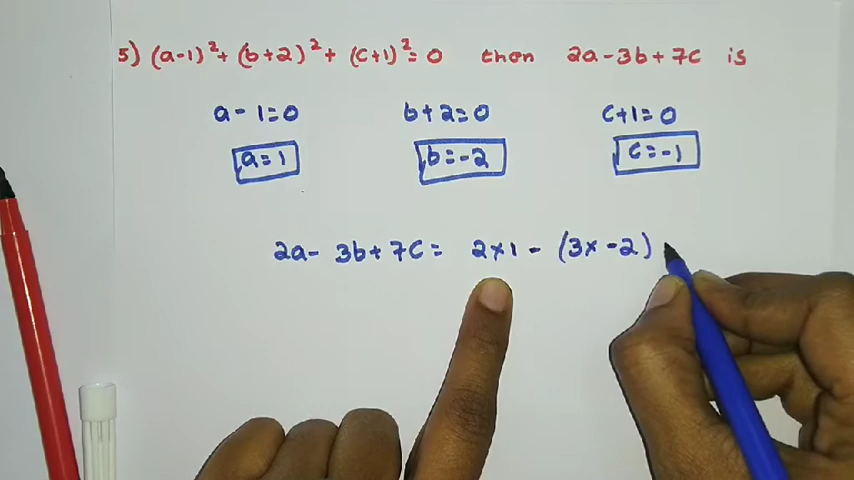 5) (a-1)²+ (b+2)² + (c+1)²=0 then 2a-3b+7c is
a-1=0 b+2=0 c+1=0
a=1 b=-2 c=-1
2a- 3b+7c= 2×1 - (3× -2)